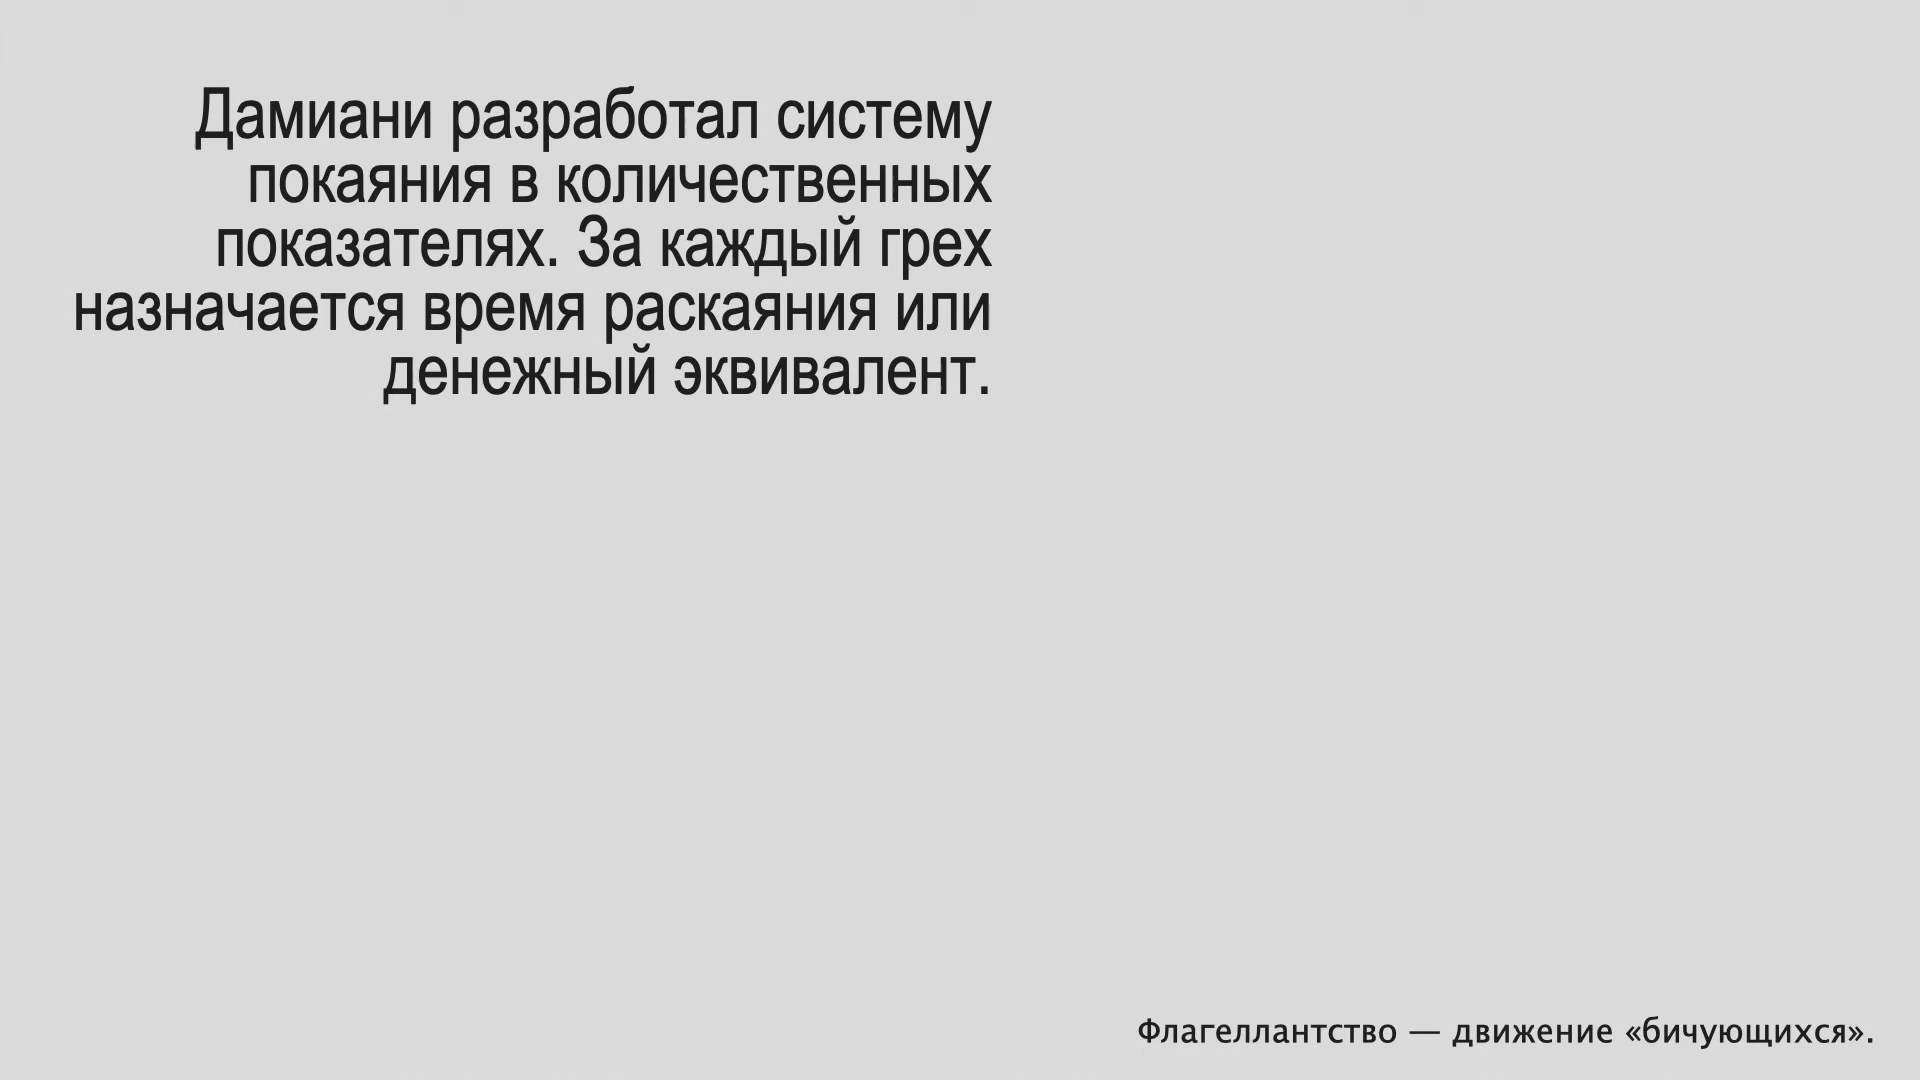 Дамиани разработал систему
покаяния в количественных
показателях. За каждый грех
назначается время раскаяния или
денежный эквивалент.
Флагеллантство — движение «бичующихся».